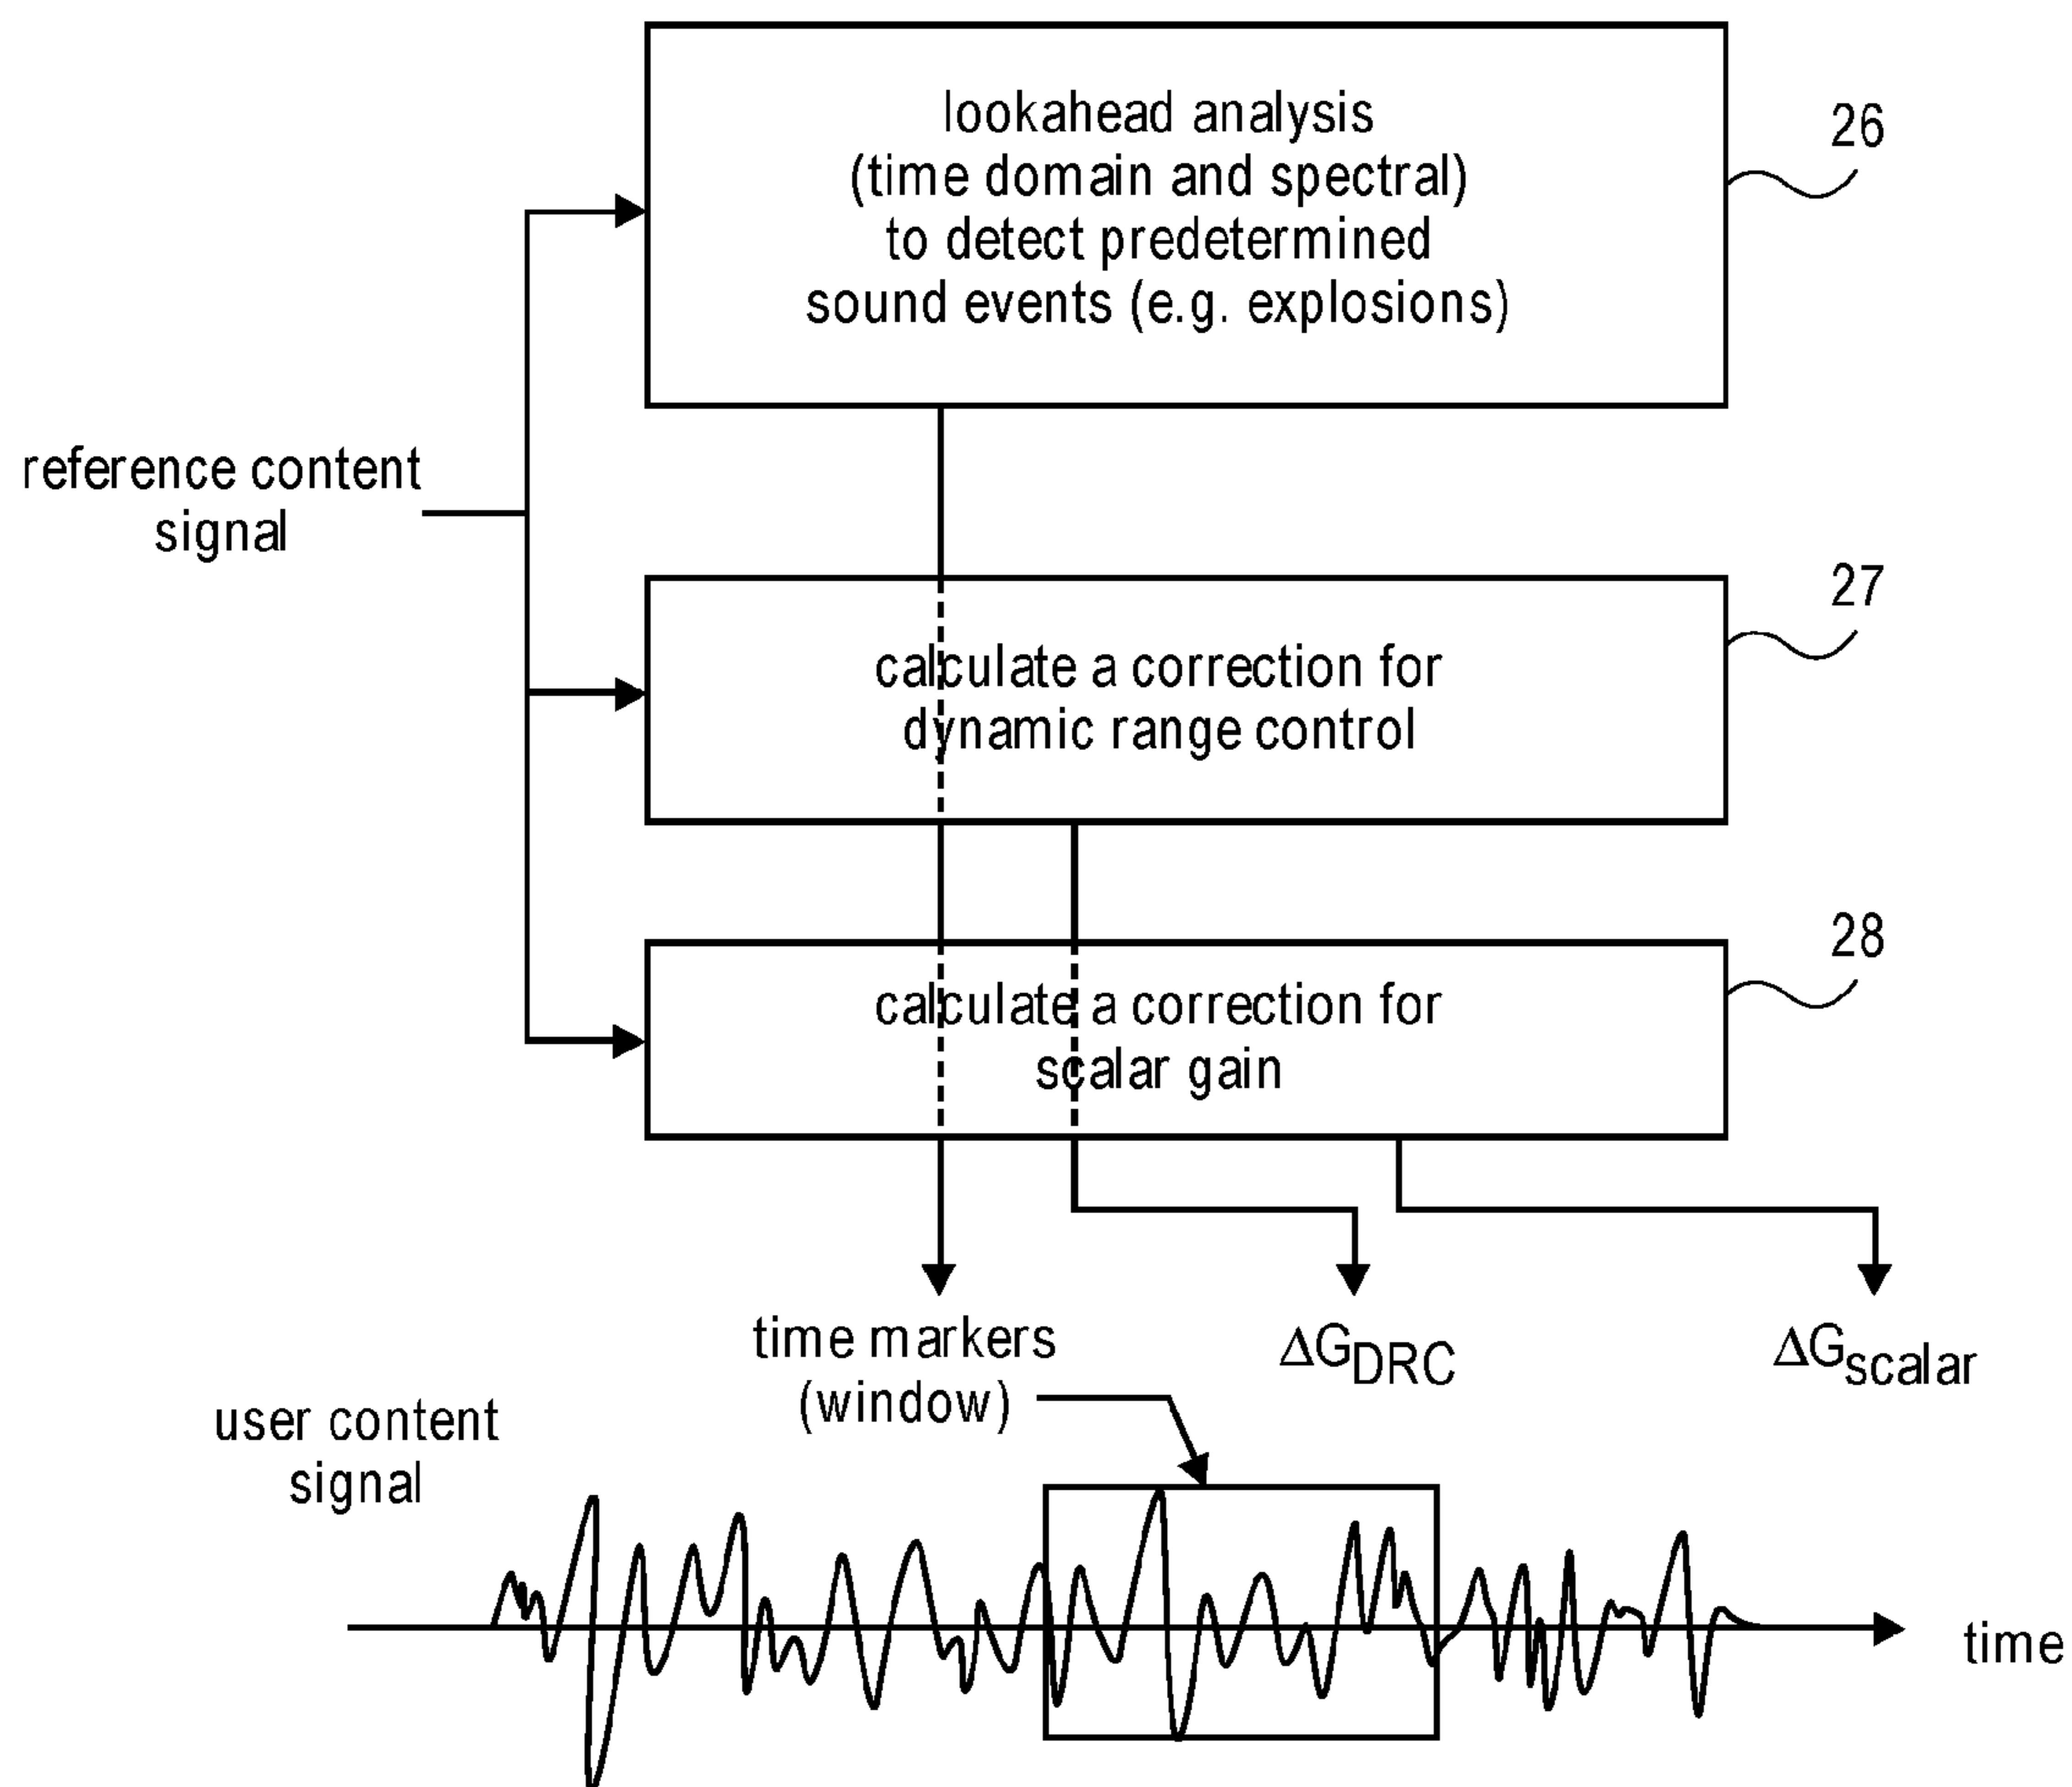 lookahead analysis
(time domain and spectral)
to detect predetermined
sound events (e.g. explosions)
26
reference content
signal
27
calculate a correction for
dynamic range control
28
calculate a correction for
scalar gain
time markers
(window)
ΔGDRC
ΔGscalar
user content
signal
time